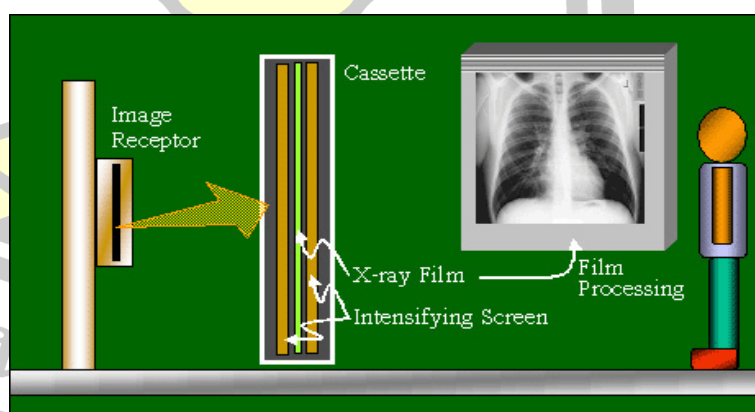 Cassette
Image
Receptor
X-ray Film
Film
Processing
Intensifying Screen